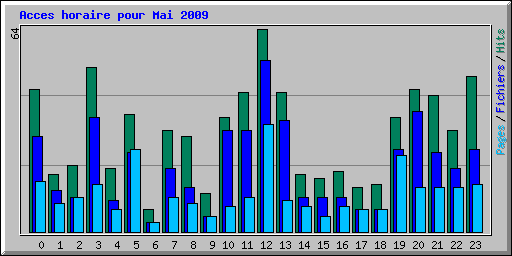 Acces horaire pour Mai 2009
64
Pages / Fichiers / Hits
0 1 2 3 4 5 6 7 8 9 10 11 12 13 14 15 16 17 18 19 20 21 22 23